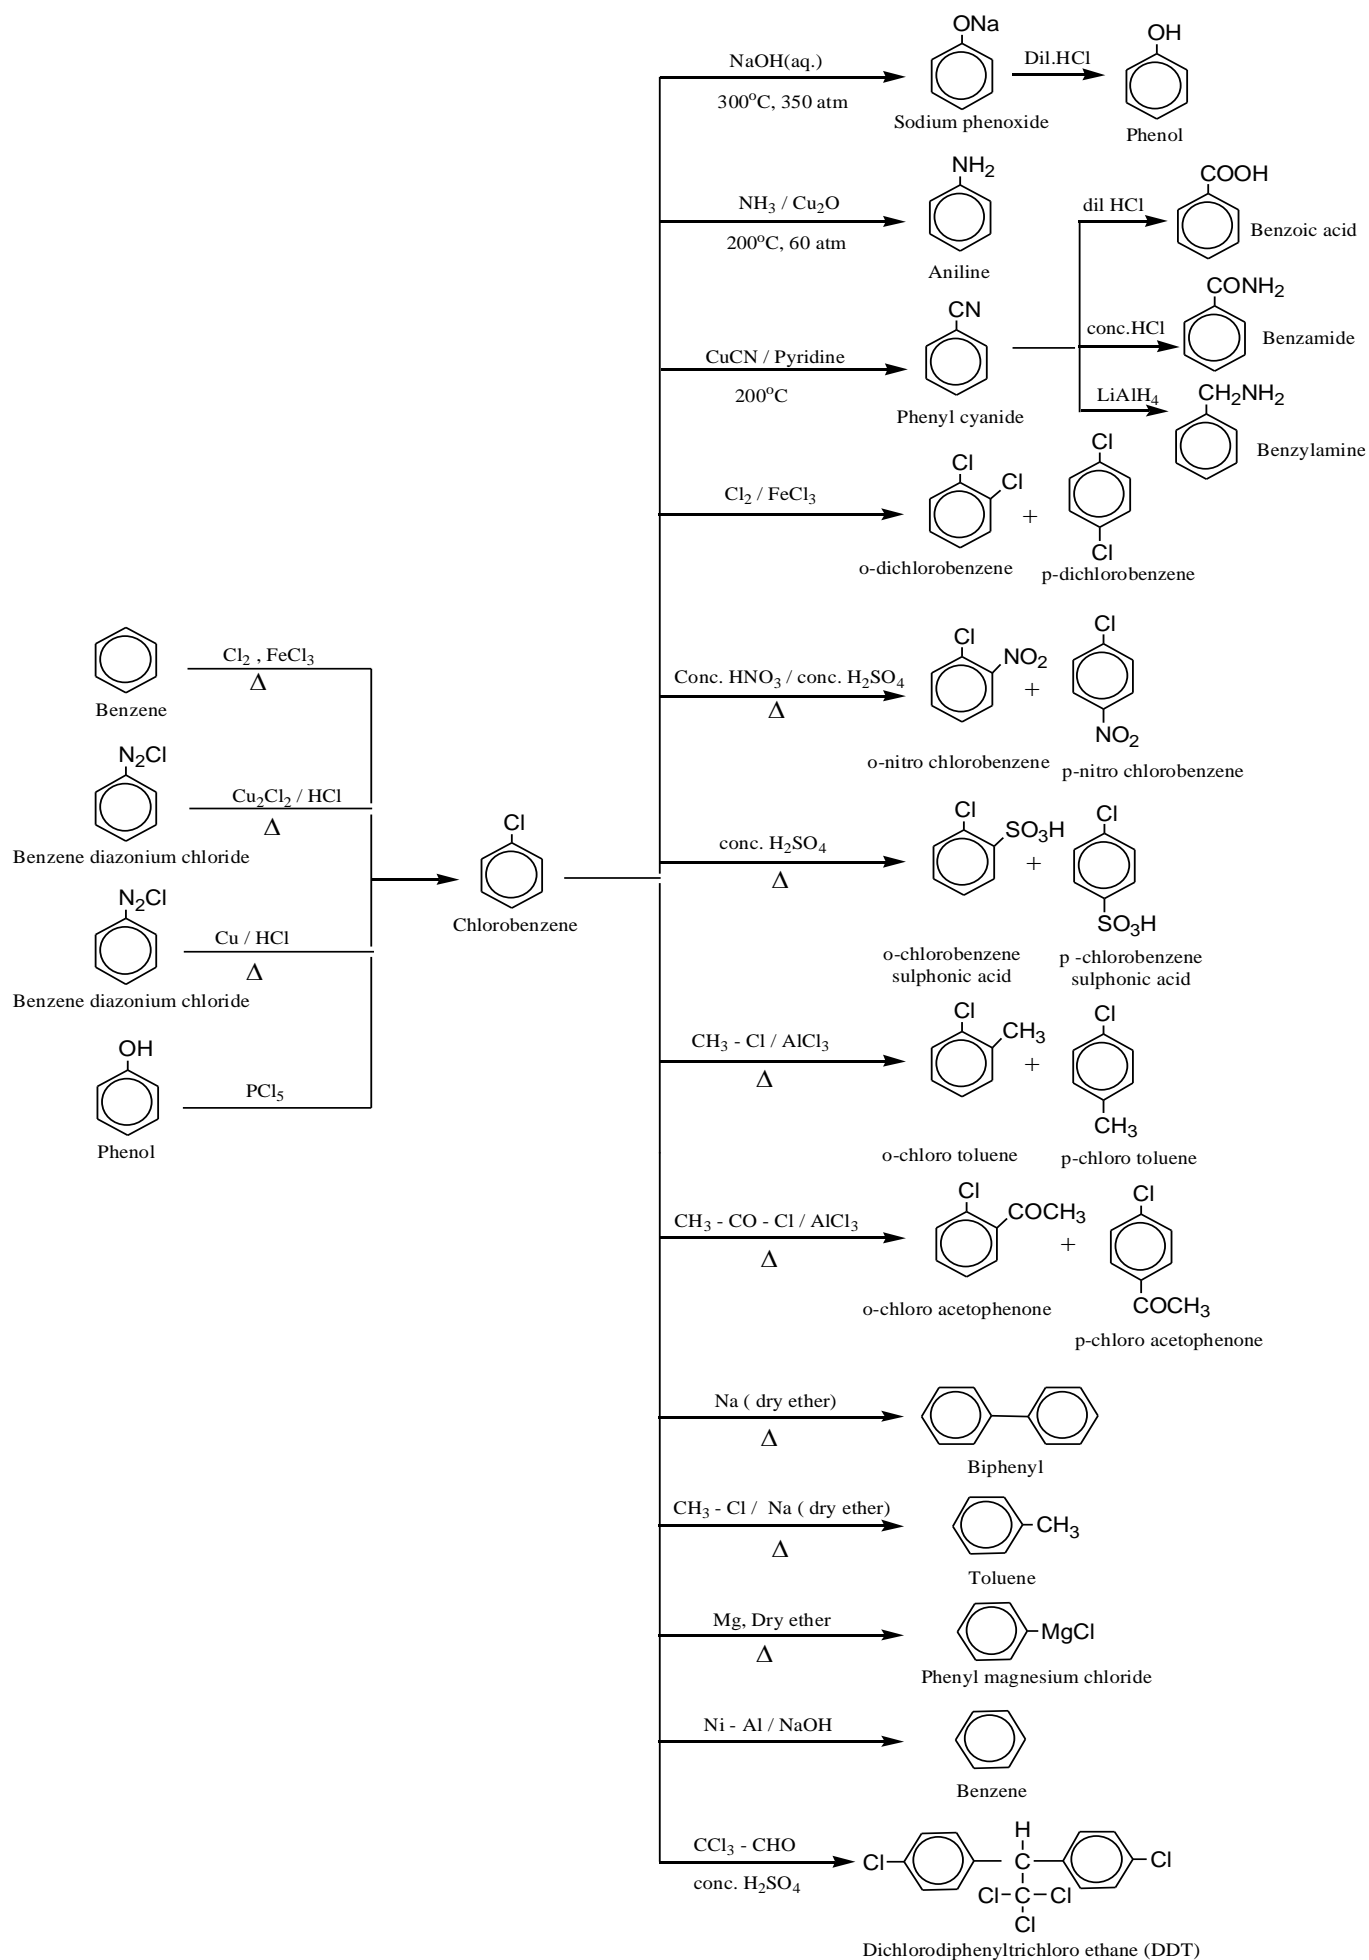 ONa
OH
NaOH(aq.)
Dil.HCl
300°C, 350 atm
Sodium phenoxide
Phenol
NH₂
COOH
NH₃ / Cu₂O
dil HCl
200°C, 60 atm
Benzoic acid
Aniline
CN
CONH₂
CuCN / Pyridine
conc.HCl
Benzamide
200°C
LiAlH₄
CH₂NH₂
Phenyl cyanide
Benzylamine
Cl
Cl
Cl₂ / FeCl₃
Cl
+
Cl
o-dichlorobenzene
p-dichlorobenzene
Cl₂ , FeCl₃
Δ
Benzene
Cl
Cl
Conc. HNO₃ / conc. H₂SO₄
NO₂
+
Δ
NO₂
o-nitro chlorobenzene
p-nitro chlorobenzene
N₂Cl
Cu₂Cl₂ / HCl
Δ
Benzene diazonium chloride
Cl
Chlorobenzene
Cl
Cl
conc. H₂SO₄
SO₃H
+
Δ
SO₃H
o-chlorobenzene
sulphonic acid
p -chlorobenzene
sulphonic acid
N₂Cl
Cu / HCl
Δ
Benzene diazonium chloride
Cl
Cl
CH₃ - Cl / AlCl₃
CH₃
+
Δ
CH₃
o-chloro toluene
p-chloro toluene
OH
PCl₅
Phenol
Cl
Cl
CH₃ - CO - Cl / AlCl₃
COCH₃
+
Δ
COCH₃
o-chloro acetophenone
p-chloro acetophenone
Na ( dry ether)
Δ
Biphenyl
CH₃ - Cl / Na ( dry ether)
CH₃
Δ
Toluene
Mg, Dry ether
MgCl
Δ
Phenyl magnesium chloride
Ni - Al / NaOH
Benzene
CCl₃ - CHO
H
Cl
C
Cl
conc. H₂SO₄
Cl C Cl
Cl
Dichlorodiphenyltrichloro ethane (DDT)